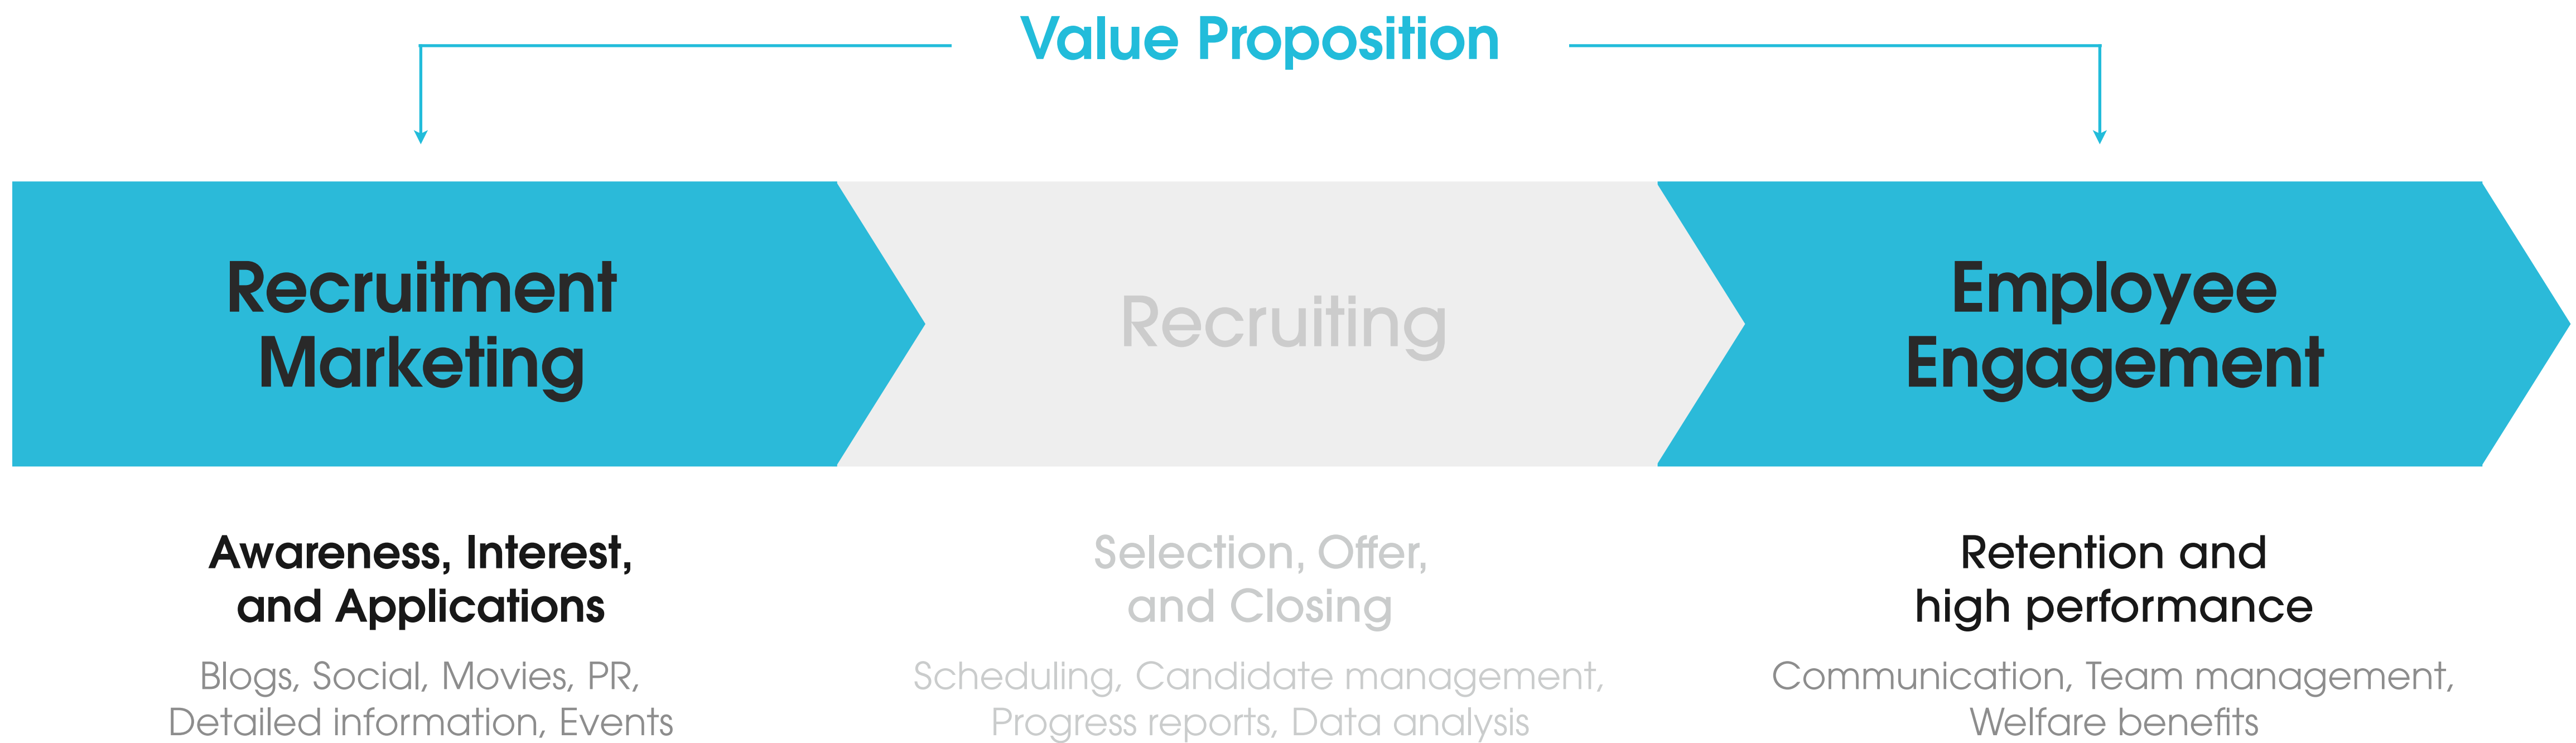 Value Proposition
Recruitment
Marketing
Recruiting
Employee
Engagement
Awareness, Interest,
and Applications
Blogs, Social, Movies, PR,
Detailed information, Events
Selection, Offer,
and Closing
Scheduling, Candidate management,
Progress reports, Data analysis
Retention and
high performance
Communication, Team management,
Welfare benefits